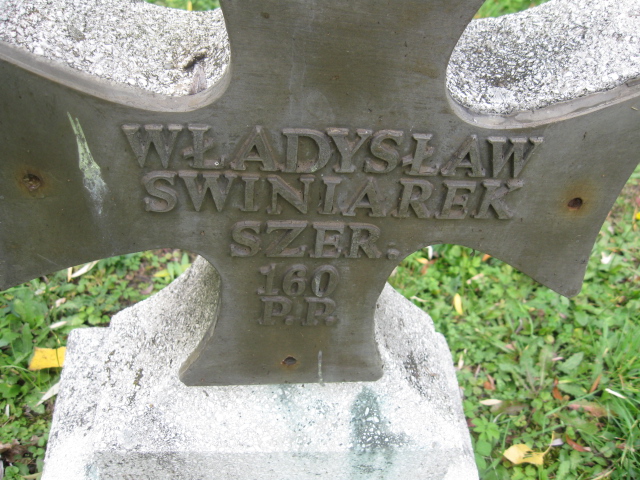 WŁADYSŁAW
SWINIAREK
SZER.
160
P.P.